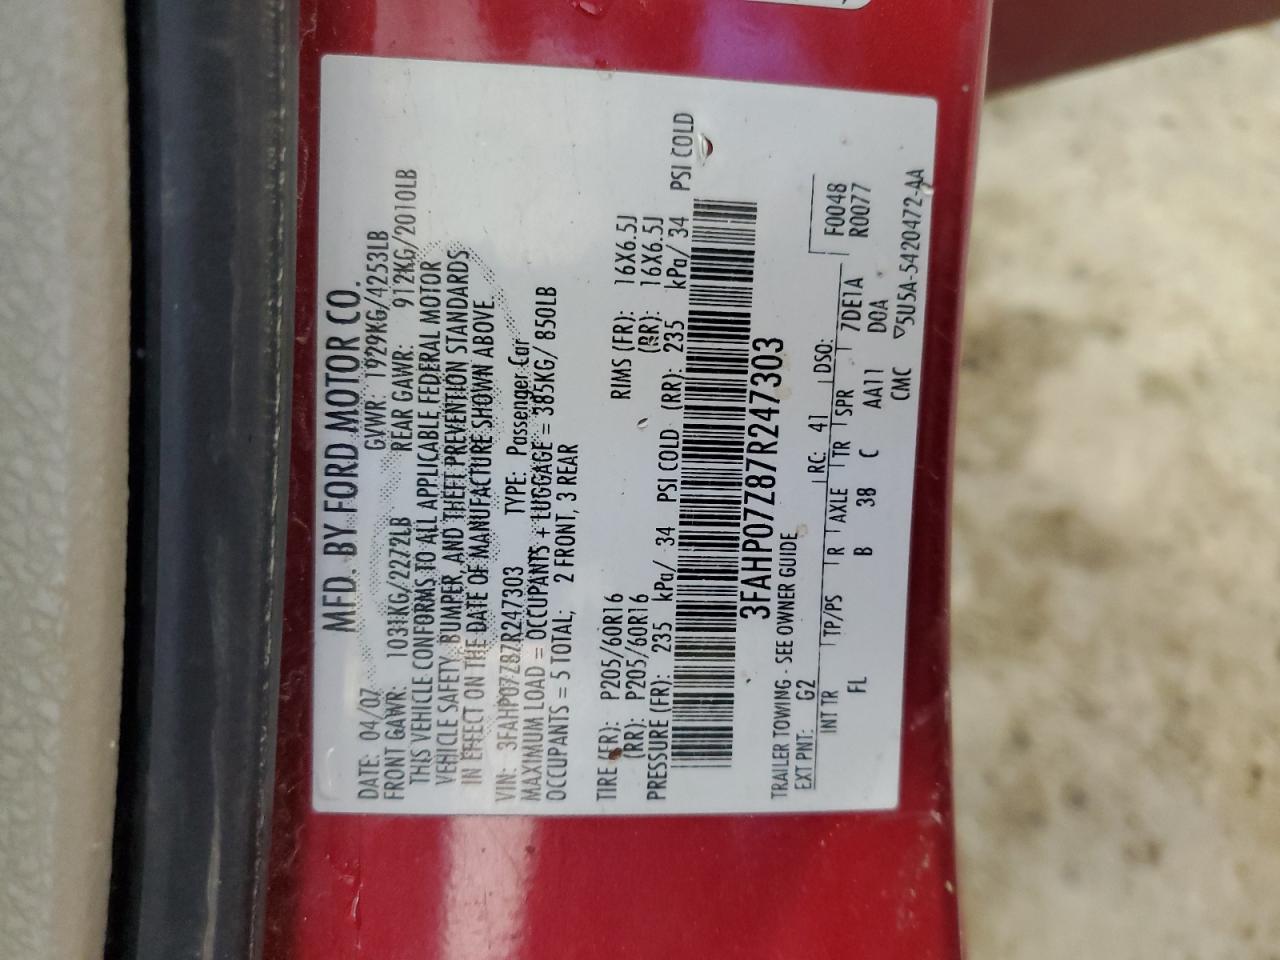 MFD. BY FORD MOTOR CO.
DATE: 04/07 GVWR: 1929KG/4253LB
FRONT GAWR: 1031KG/2272LB REAR GAWR: 912KG/2010LB
THIS VEHICLE CONFORMS TO ALL APPLICABLE FEDERAL MOTOR
VEHICLE SAFETY, BUMPER, AND THEFT PREVENTION STANDARDS
IN EFFECT ON THE DATE OF MANUFACTURE SHOWN ABOVE.
VIN: 3FAHP07Z87R247303 TYPE: Passenger Car
MAXIMUM LOAD = OCCUPANTS + LUGGAGE = 385KG/ 850LB
OCCUPANTS = 5 TOTAL; 2 FRONT, 3 REAR
TIRE (FR): P205/60R16 RIMS (FR): 16X6.5J
(RR): P205/60R16 (RR): 16X6.5J
PRESSURE (FR): 235 kPa/ 34 PSI COLD (RR): 235 kPa/ 34 PSI COLD
3FAHP07Z87R247303
TRAILER TOWING - SEE OWNER GUIDE
EXT PNT: G2 RC: 41 DSO: F0048
INT TR TP/PS R AXLE TR SPR 7DE1A R0077
FL B 38 C AA11 D0A
CMC ▽5U5A-5420472-AA